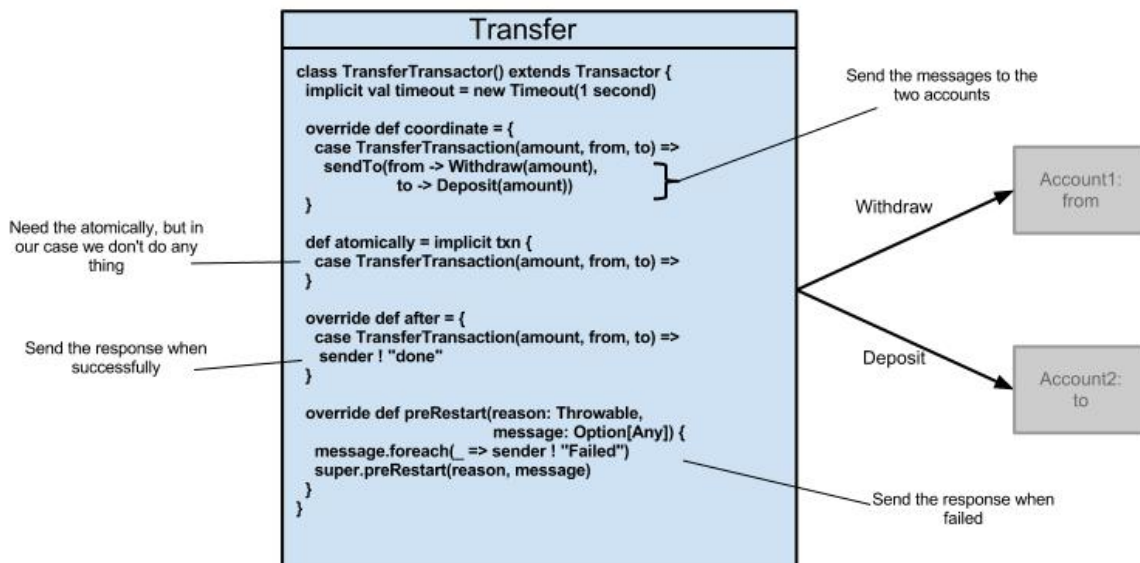 Transfer
class TransferTransactor() extends Transactor {
implicit val timeout = new Timeout(1 second)
override def coordinate = {
case TransferTransaction(amount, from, to) =>
sendTo(from -> Withdraw(amount),
to -> Deposit(amount))
}
def atomically = implicit txn {
case TransferTransaction(amount, from, to) =>
}
override def after = {
case TransferTransaction(amount, from, to) =>
sender ! "done"
}
override def preRestart(reason: Throwable,
message: Option[Any]) {
message.foreach(_ => sender ! "Failed")
super.preRestart(reason, message)
}
}
Need the atomically, but in
our case we don't do any
thing
Send the response when
successfully
Send the messages to the
two accounts
Withdraw
Account1:
from
Deposit
Account2:
to
Send the response when
failed